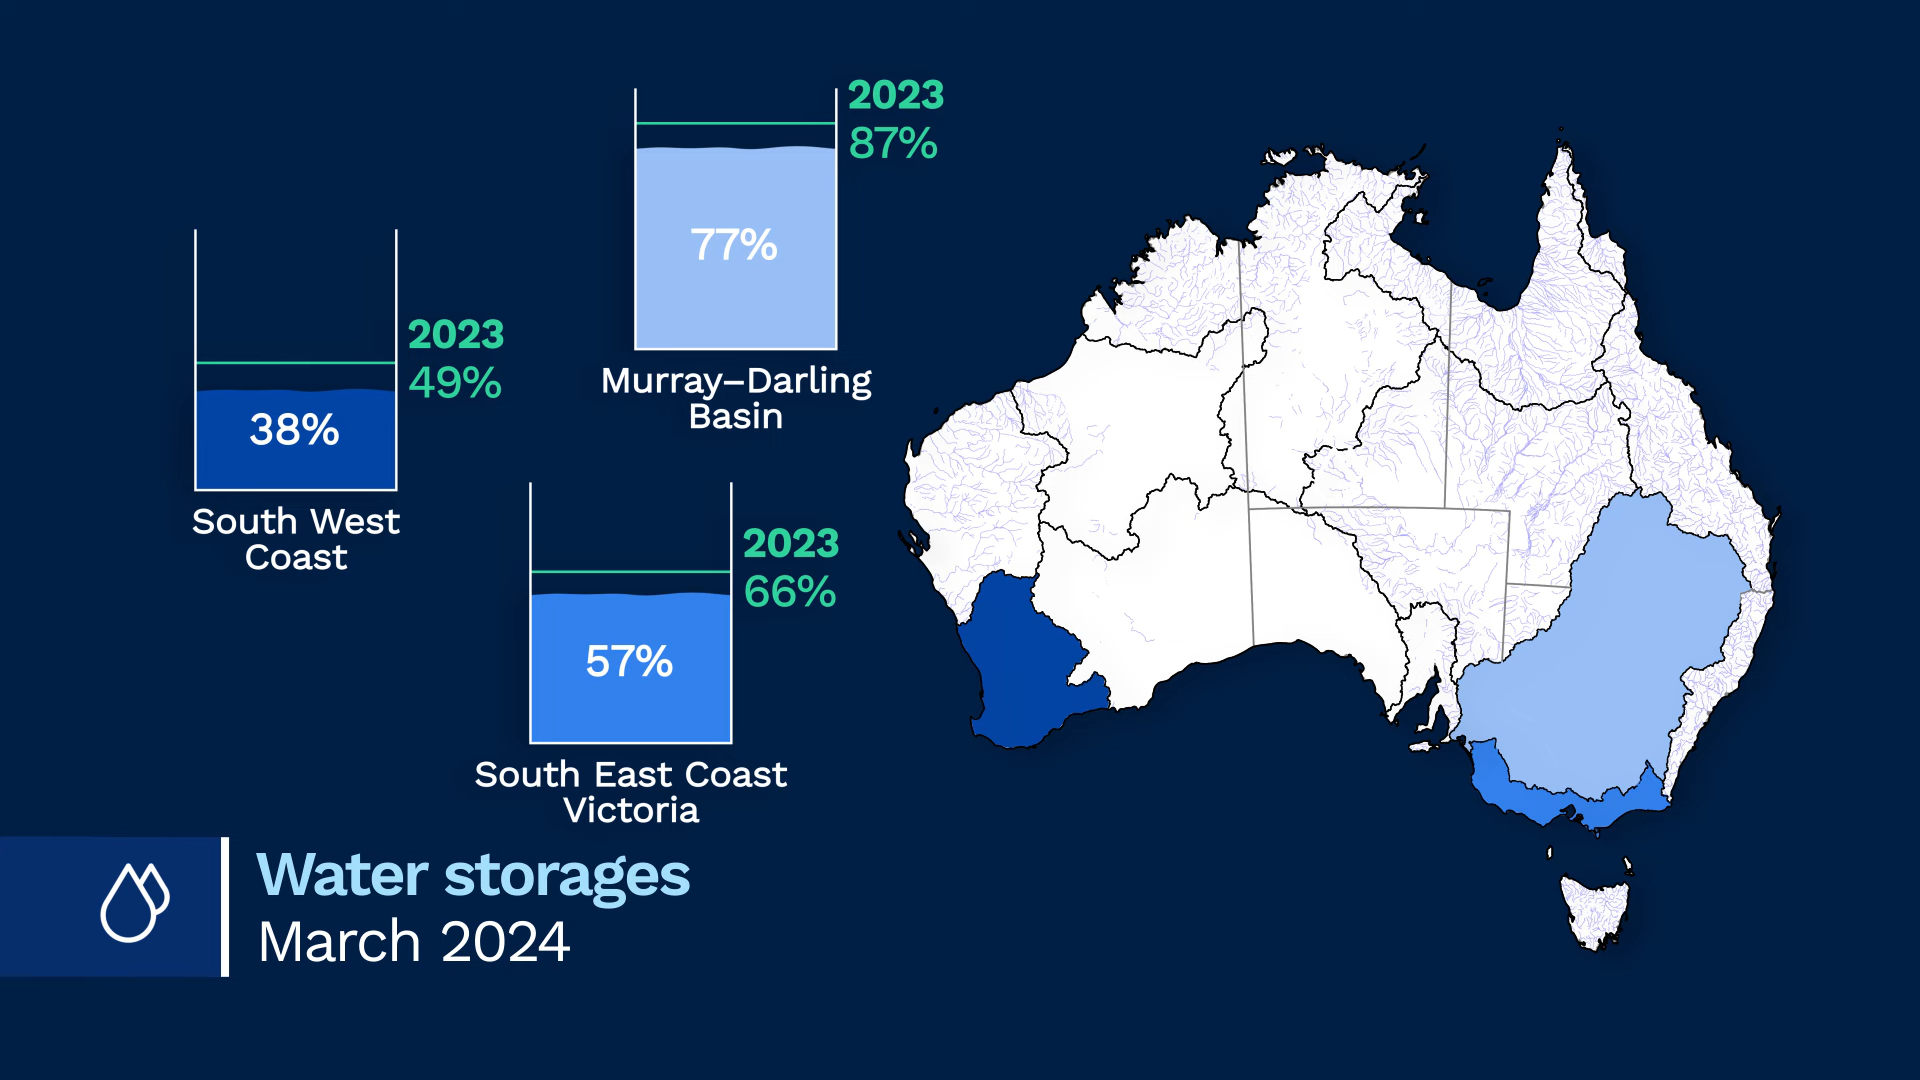 2023
87%
77%
Murray–Darling
Basin
2023
49%
38%
South West
Coast
2023
66%
57%
South East Coast
Victoria
Water storages
March 2024